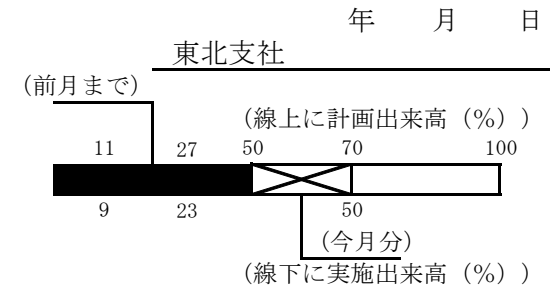 年 月 日
東北支社
(前月まで)
(線上に計画出来高(%))
11 27 50 70 100
9 23 50
(今月分)
(線下に実施出来高(%))